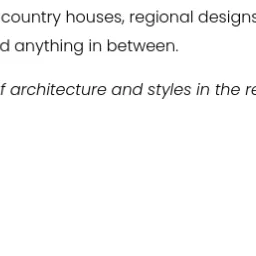 country houses, regional designs
d anything in between.
f architecture and styles in the re